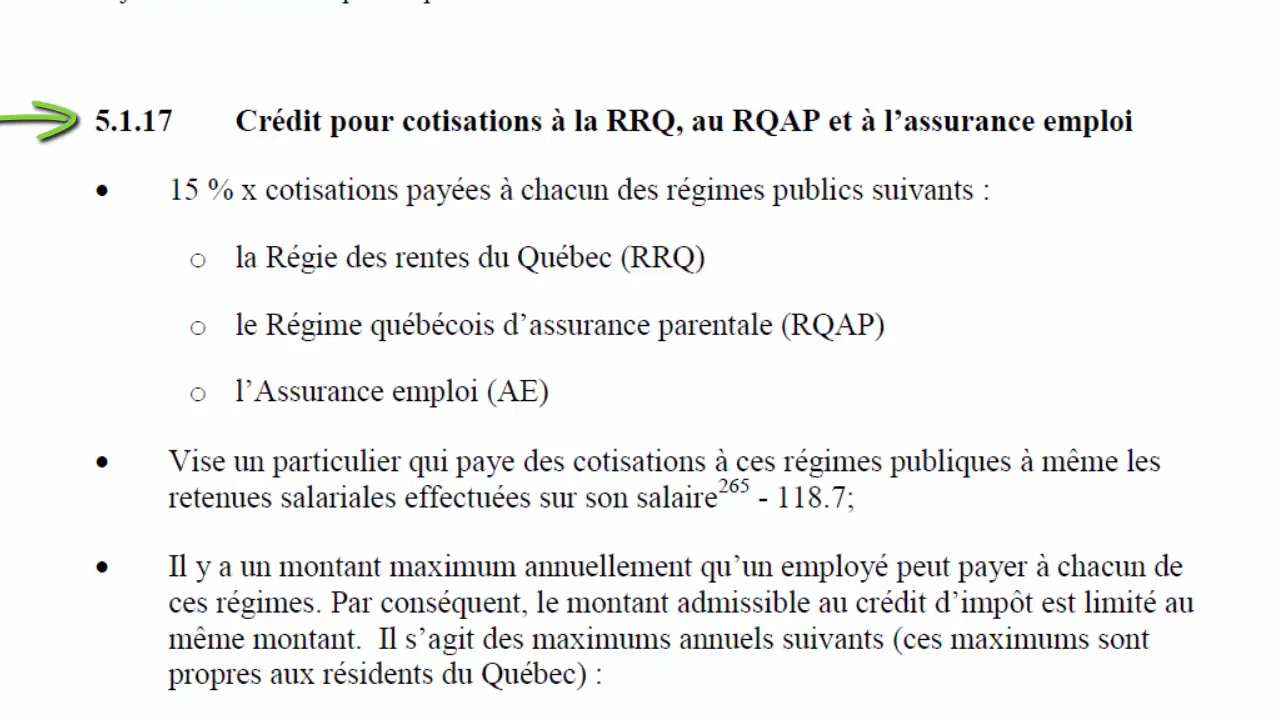 5.1.17 Crédit pour cotisations à la RRQ, au RQAP et à l’assurance emploi
• 15 % x cotisations payées à chacun des régimes publics suivants :
o la Régie des rentes du Québec (RRQ)
o le Régime québécois d’assurance parentale (RQAP)
o l’Assurance emploi (AE)
• Vise un particulier qui paye des cotisations à ces régimes publiques à même les
retenues salariales effectuées sur son salaire265 - 118.7;
• Il y a un montant maximum annuellement qu’un employé peut payer à chacun de
ces régimes. Par conséquent, le montant admissible au crédit d’impôt est limité au
même montant. Il s’agit des maximums annuels suivants (ces maximums sont
propres aux résidents du Québec) :